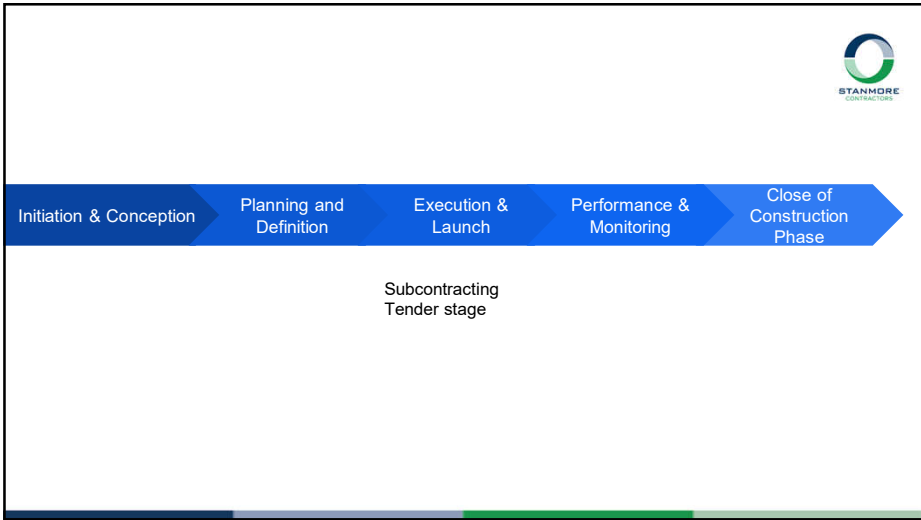 STANMORE
CONTRACTORS
Initiation & Conception
Planning and
Definition
Execution &
Launch
Performance &
Monitoring
Close of
Construction
Phase
Subcontracting
Tender stage